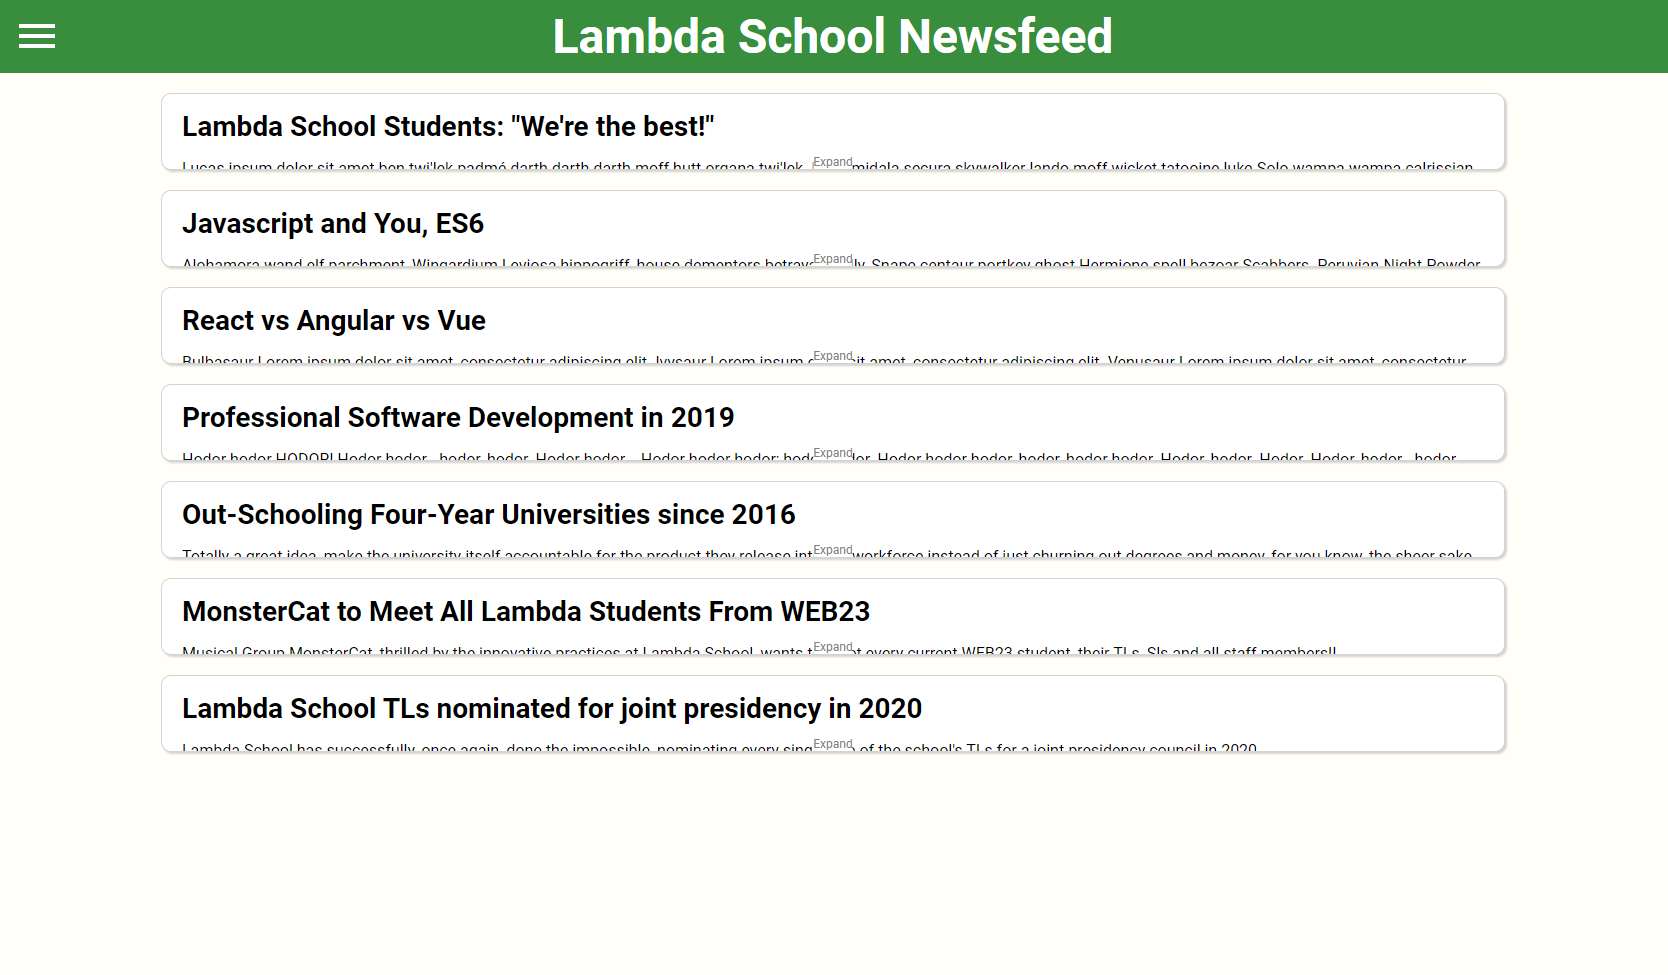 Lambda School Newsfeed
Lambda School Students: "We're the best!"
Lucas ipsum dolor sit amet ben twi'lek padmé darth darth darth moff hutt organa twi'lek. midala secura skywalker lando moff wicket tatooine luke.Solo wampa wampa calrissian
Expand
Javascript and You, ES6
Alohamora wand elf parchment, Wingardium Leviosa hippogriff, house dementors betrayal. Snape centaur portkey ghost Hermione spell bezoar Scabbers. Peruvian-Night-Powder
Expand
React vs Angular vs Vue
Bulbasaur Lorem ipsum dolor sit amet, consectetur adipiscing elit. Ivysaur Lorem ipsum sit amet, consectetur adipiscing elit. Venusaur Lorem ipsum dolor sit amet, consectetur
Expand
Professional Software Development in 2019
Hodor hodor HODOR! Hodor hodor - hodor, hodor. Hodor hodor... Hodor hodor hodor; Hodor hodor hodor, hodor, hodor hodor. Hodor, hodor. Hodor. Hodor, hodor - hodor
Expand
Out-Schooling Four-Year Universities since 2016
Totally a great idea, make the university itself accountable for the product they release workforce instead of just churning out degrees and money, for you know, the sheer sake
Expand
MonsterCat to Meet All Lambda Students From WEB23
Musical Group MonsterCat, thrilled by the innovative practices at Lambda School, wants every current WEB23 student, their TLs, SLs and all staff members!!
Expand
Lambda School TLs nominated for joint presidency in 2020
Lambda School has successfully, once again, done the impossible, nominating every of the school's TLs for a joint presidency council in 2020.
Expand